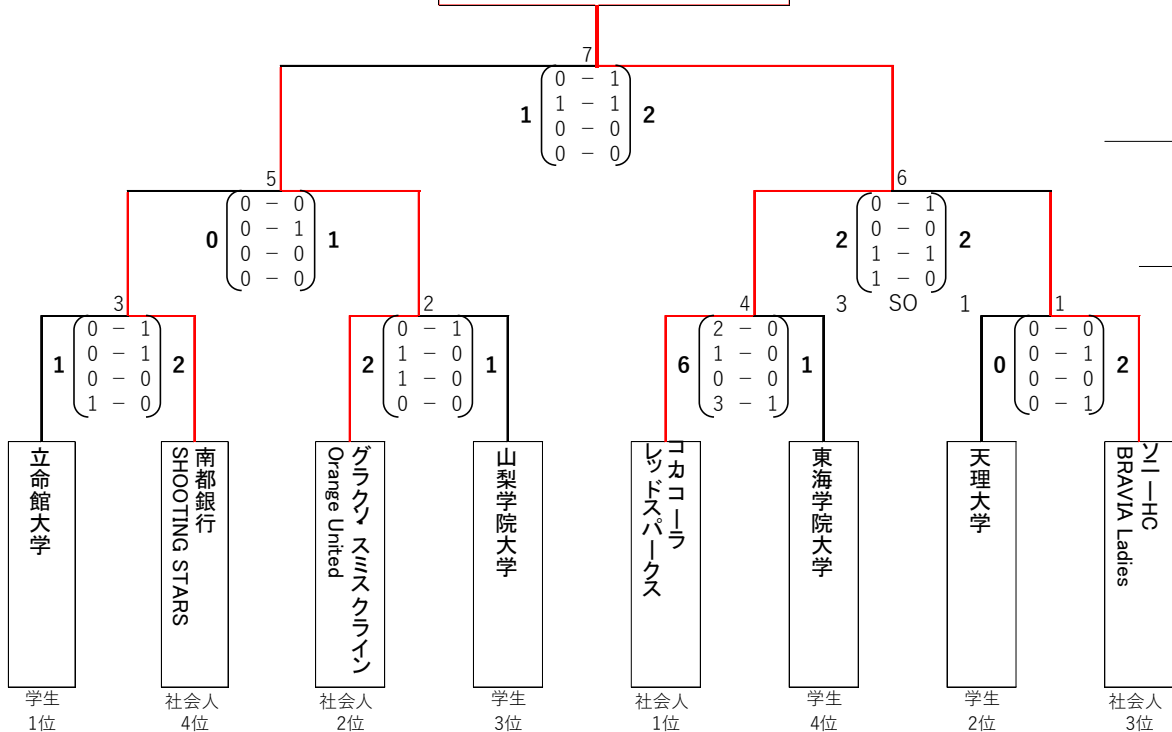 7
0 － 1
1 － 1
0 － 0
0 － 0
1
2
5
0 － 0
0 － 1
0 － 0
0 － 0
0
1
6
0 － 1
0 － 0
1 － 1
1 － 0
2
2
3 SO 1
3
0 － 1
0 － 1
0 － 0
1 － 0
1
2
2
0 － 1
1 － 0
1 － 0
0 － 0
2
1
4
2 － 0
1 － 0
0 － 0
3 － 1
6
1
1
0 － 0
0 － 1
0 － 0
0 － 1
0
2
立命館大学
南都銀行
SHOOTING STARS
グラクソ・スミスクライン
Orange United
山梨学院大学
コカコーラ
レッドスパークス
東海学院大学
天理大学
ソニーHC
BRAVIA Ladies
学生
1位
社会人
4位
社会人
2位
学生
3位
社会人
1位
学生
4位
学生
2位
社会人
3位